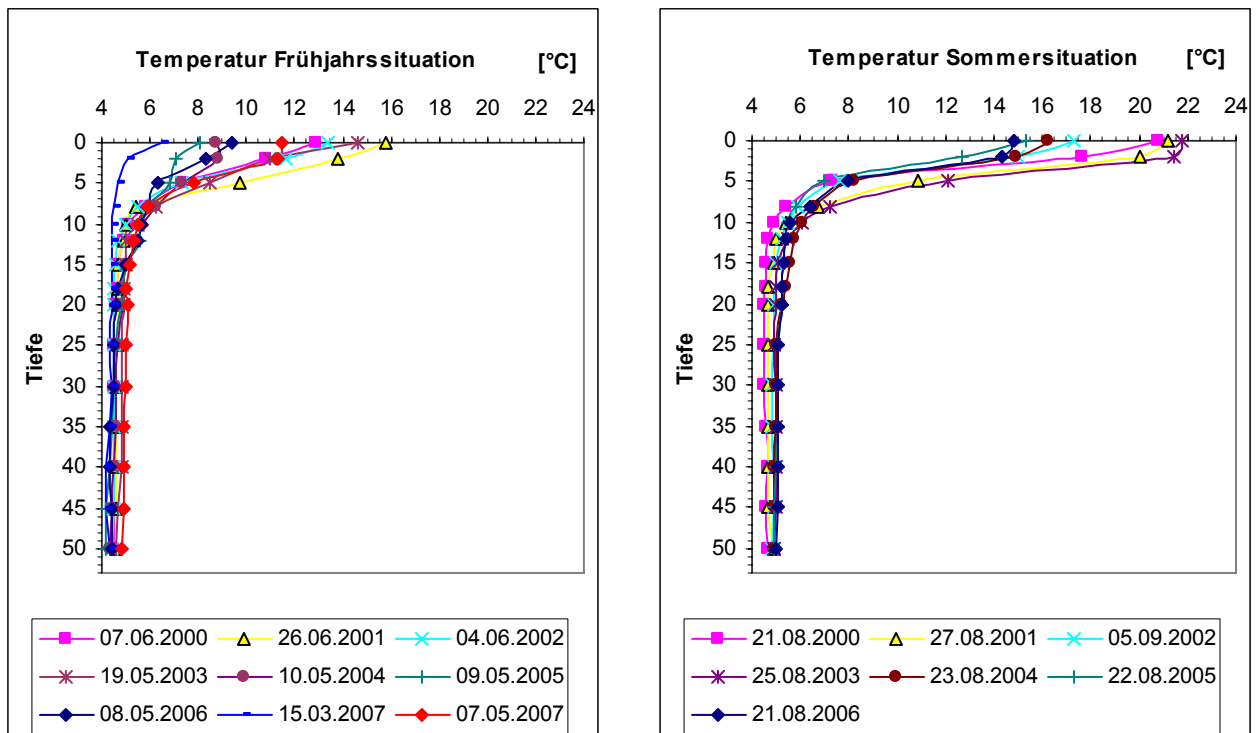 Temperatur Frühjahrssituation [°C]
4 6 8 10 12 14 16 18 20 22 24
0
5
10
15
20
25
30
35
40
45
50
Tiefe
07.06.2000 26.06.2001 04.06.2002
19.05.2003 10.05.2004 09.05.2005
08.05.2006 15.03.2007 07.05.2007
Temperatur Sommersituation [°C]
4 6 8 10 12 14 16 18 20 22 24
0
5
10
15
20
25
30
35
40
45
50
Tiefe
21.08.2000 27.08.2001 05.09.2002
25.08.2003 23.08.2004 22.08.2005
21.08.2006